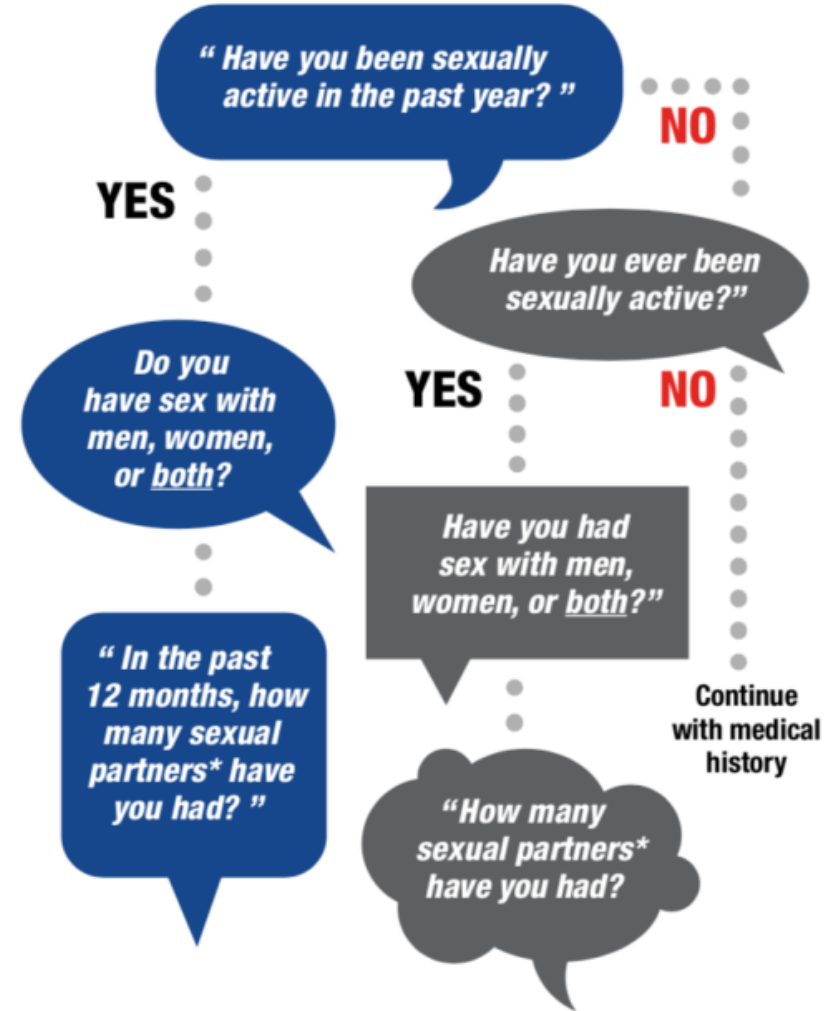 “ Have you been sexually
active in the past year? ”
NO
YES
Have you ever been
sexually active?”
Do you
have sex with
men, women,
or both?
YES
NO
Have you had
sex with men,
women, or both?”
“ In the past
12 months, how
many sexual
partners* have
you had? ”
Continue
with medical
history
“How many
sexual partners*
have you had?